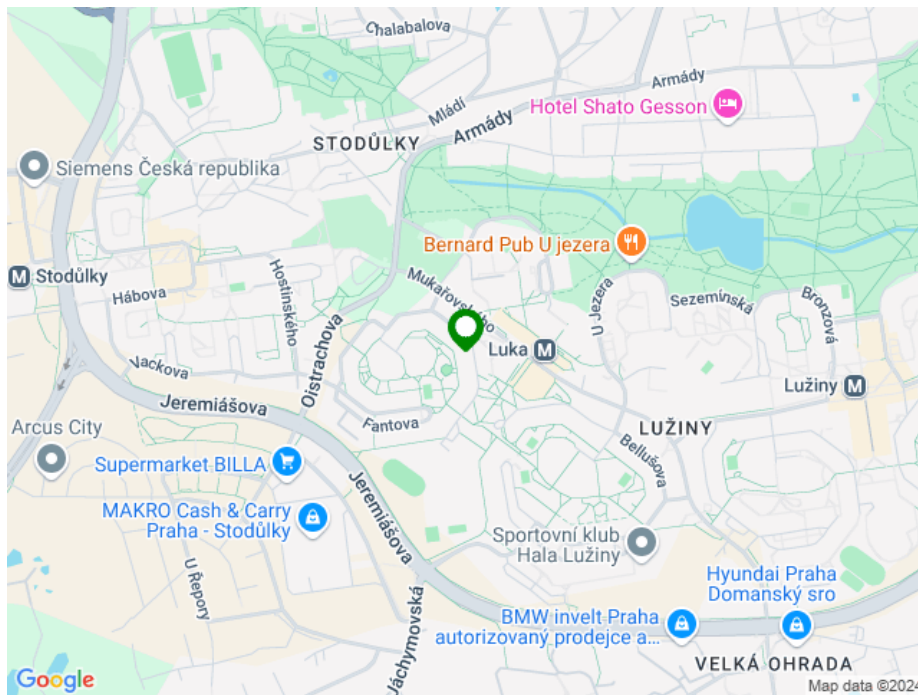 Chalabalova
Mládí
Armády
Armády
Hotel Shato Gesson
STODŮLKY
Siemens Česká republika
Bernard Pub U jezera
M Stodůlky
Hábova
Hostinského
Mukařovského
U Jezera
Sezemínská
Bronzová
Oistrachova
Luka M
Vackova
Lužiny M
Jeremiášova
Fantova
LUŽINY
Arcus City
Supermarket BILLA
Bellušova
Jeremiášova
MAKRO Cash & Carry
Praha - Stodůlky
Sportovní klub
Hala Lužiny
U Řepory
Hyundai Praha
Domanský sro
Jáchymovská
BMW invelt Praha
autorizovaný prodejce a...
VELKÁ OHRADA
Google
Map data ©2024